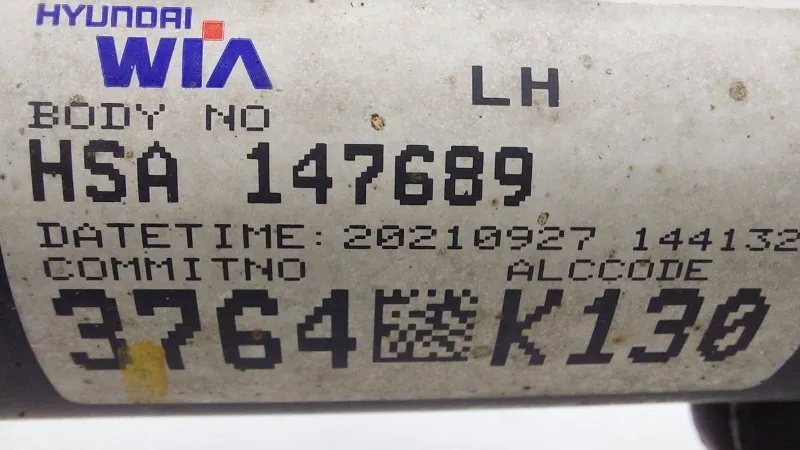 HYUNDAI
WIA
LH
BODY NO
HSA 147689
DATETIME: 20210927 144132
COMMITNO ALCCODE
3764 K130